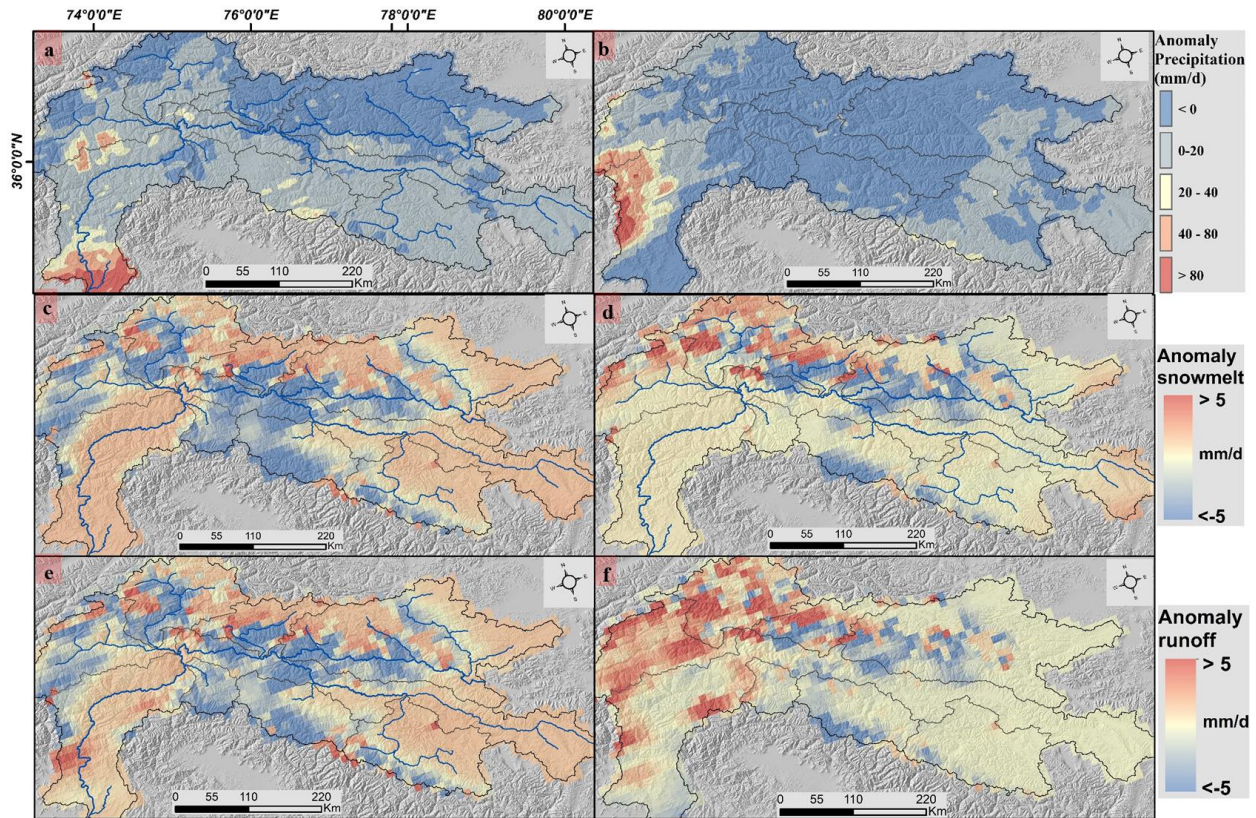 74°0'0"E 76°0'0"E 78°0'0"E 80°0'0"E
36°0'0"N
a
N
E
S
W
0 55 110 220
Km
b
N
E
S
W
0 55 110 220
Km
Anomaly
Precipitation
(mm/d)
< 0
0-20
20 - 40
40 - 80
> 80
c
N
E
S
W
0 55 110 220
Km
d
N
E
S
W
0 55 110 220
Km
Anomaly
snowmelt
> 5
mm/d
<-5
e
N
E
S
W
0 55 110 220
Km
f
N
E
S
W
0 55 110 220
Km
Anomaly
runoff
> 5
mm/d
<-5